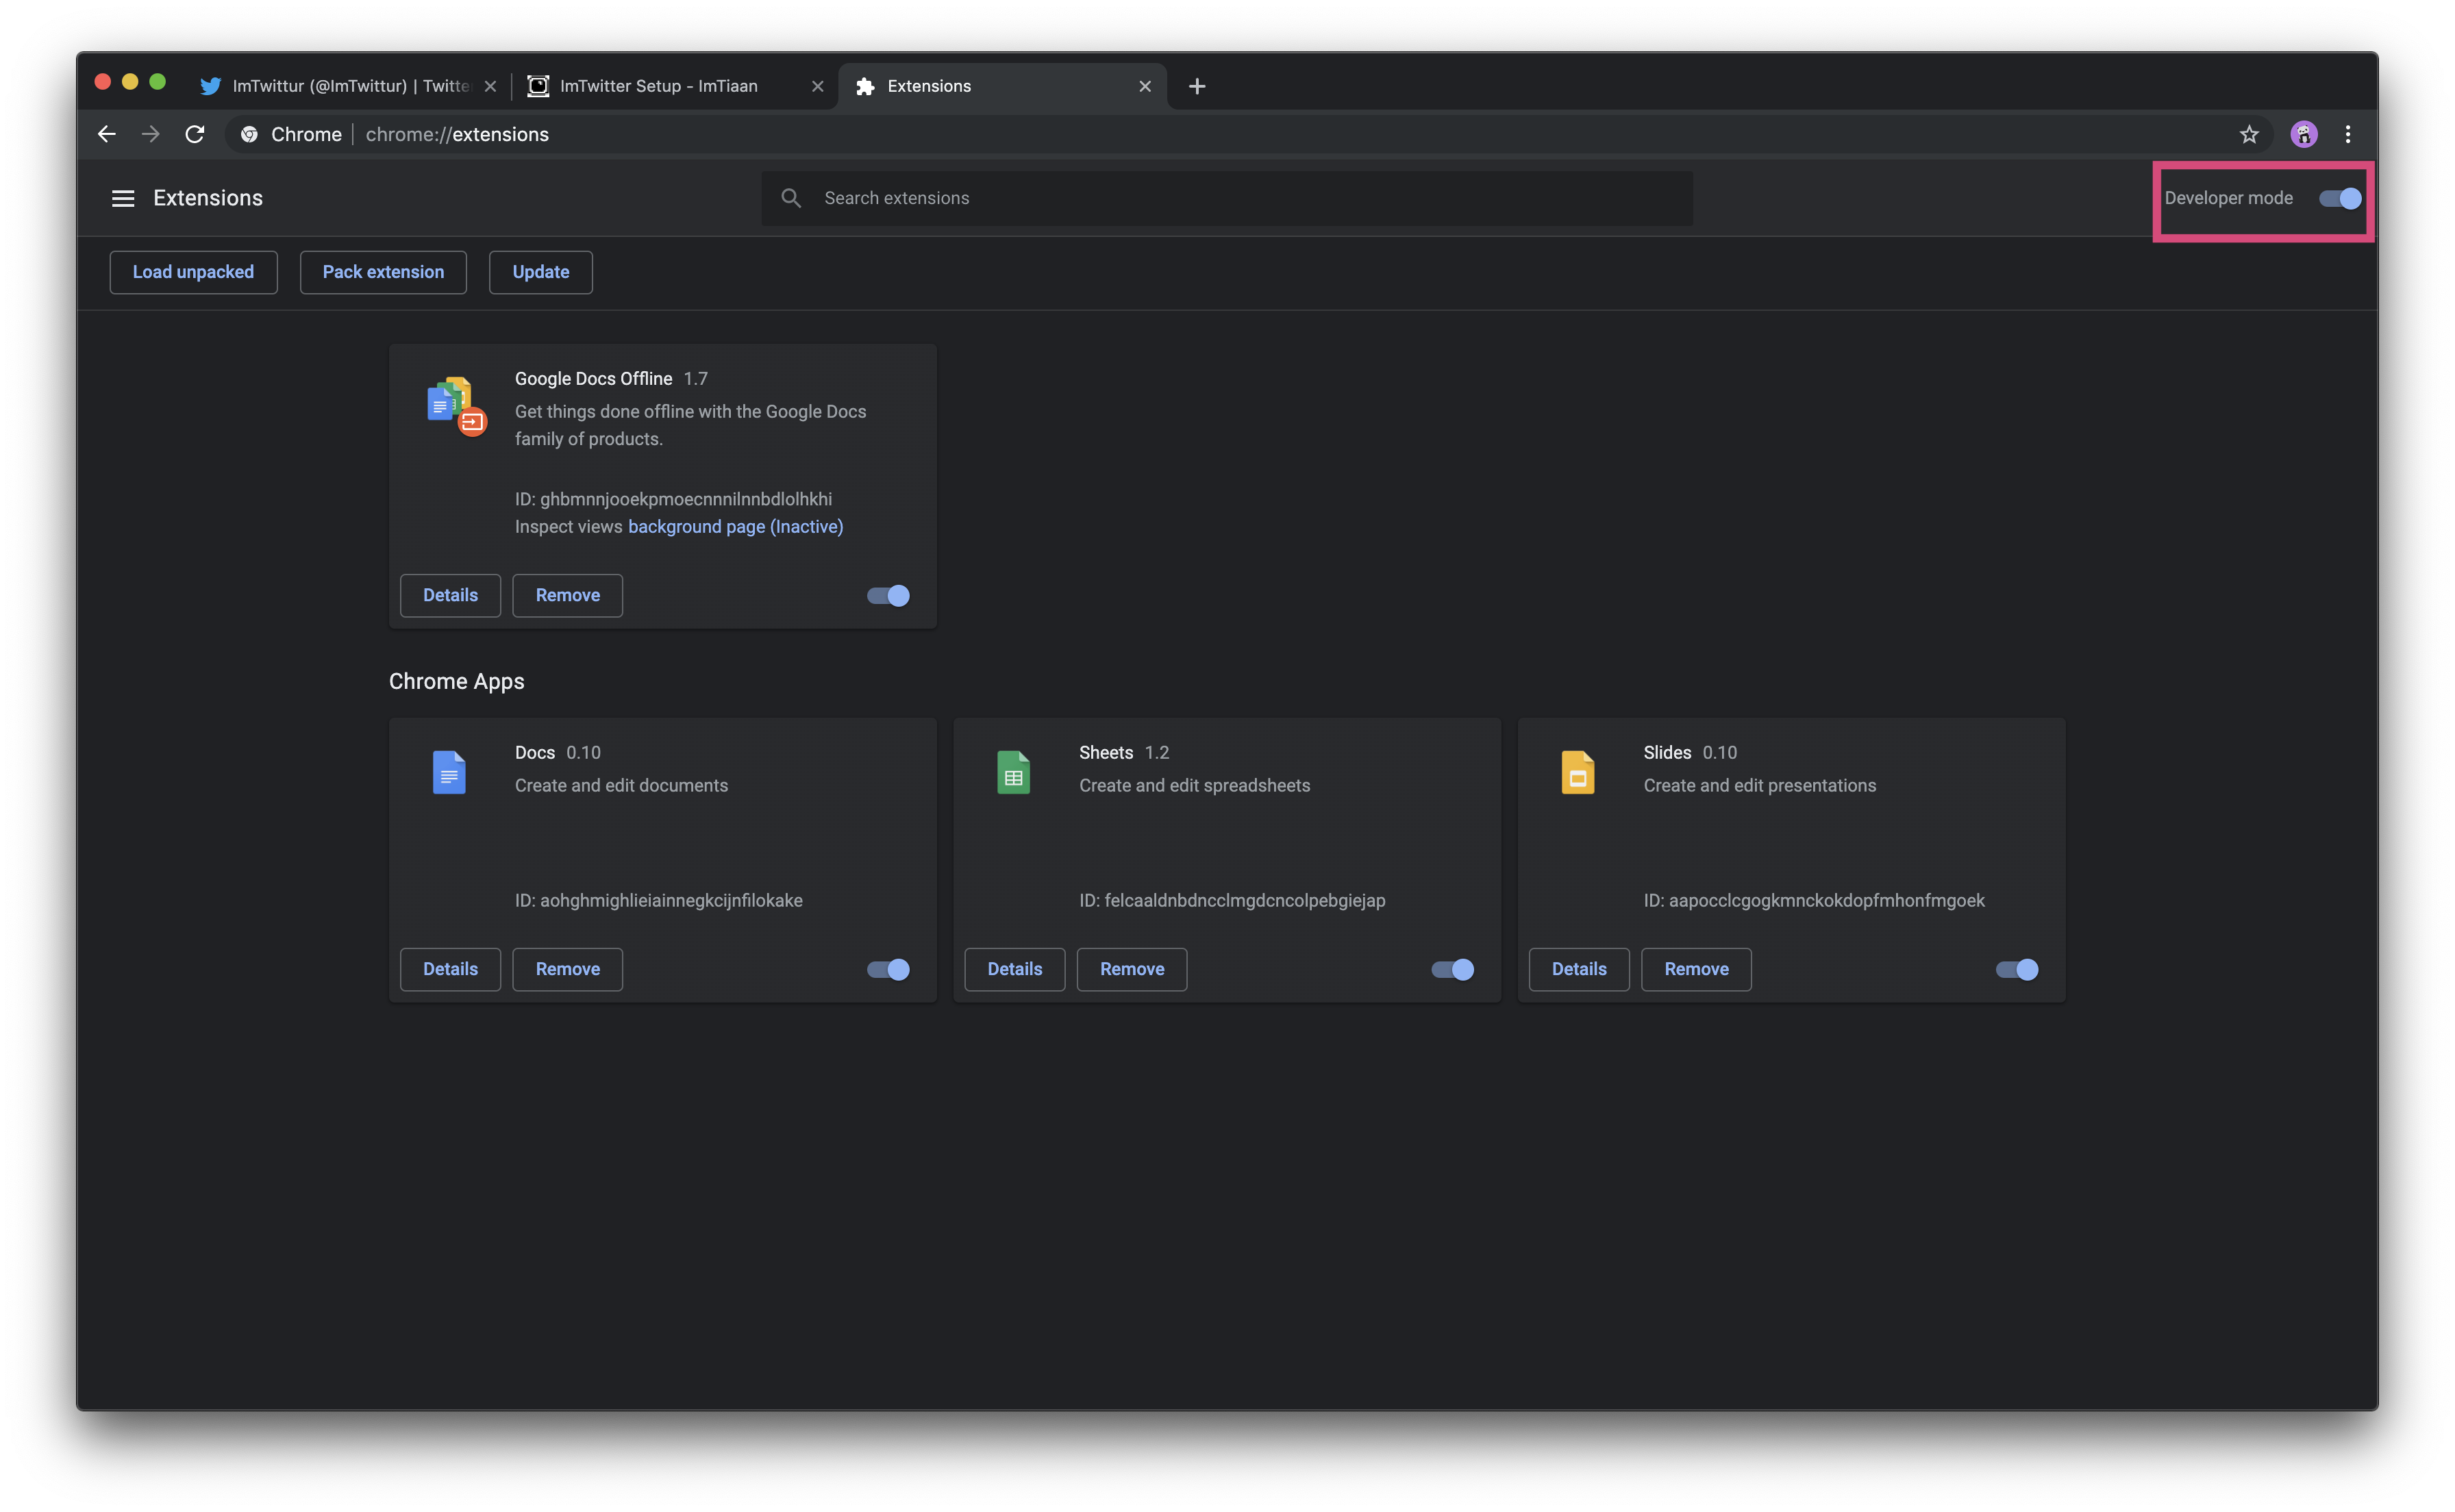 ImTwittur (@ImTwittur) | Twitte
ImTwitter Setup - ImTiaan
Extensions
Chrome | chrome://extensions
Extensions
Search extensions
Developer mode
Load unpacked
Pack extension
Update
Google Docs Offline 1.7
Get things done offline with the Google Docs
family of products.
ID: ghbmnnjooekpmoecnnnilnnbdlolhkhi
Inspect views background page (Inactive)
Details
Remove
Chrome Apps
Docs 0.10
Create and edit documents
ID: aohghmighlieiainnegkcijnfilokake
Details
Remove
Sheets 1.2
Create and edit spreadsheets
ID: felcaaldnbdncclmgdcncolpebgiejap
Details
Remove
Slides 0.10
Create and edit presentations
ID: aapocclcgogkmnckokdopfmhonfmgoek
Details
Remove